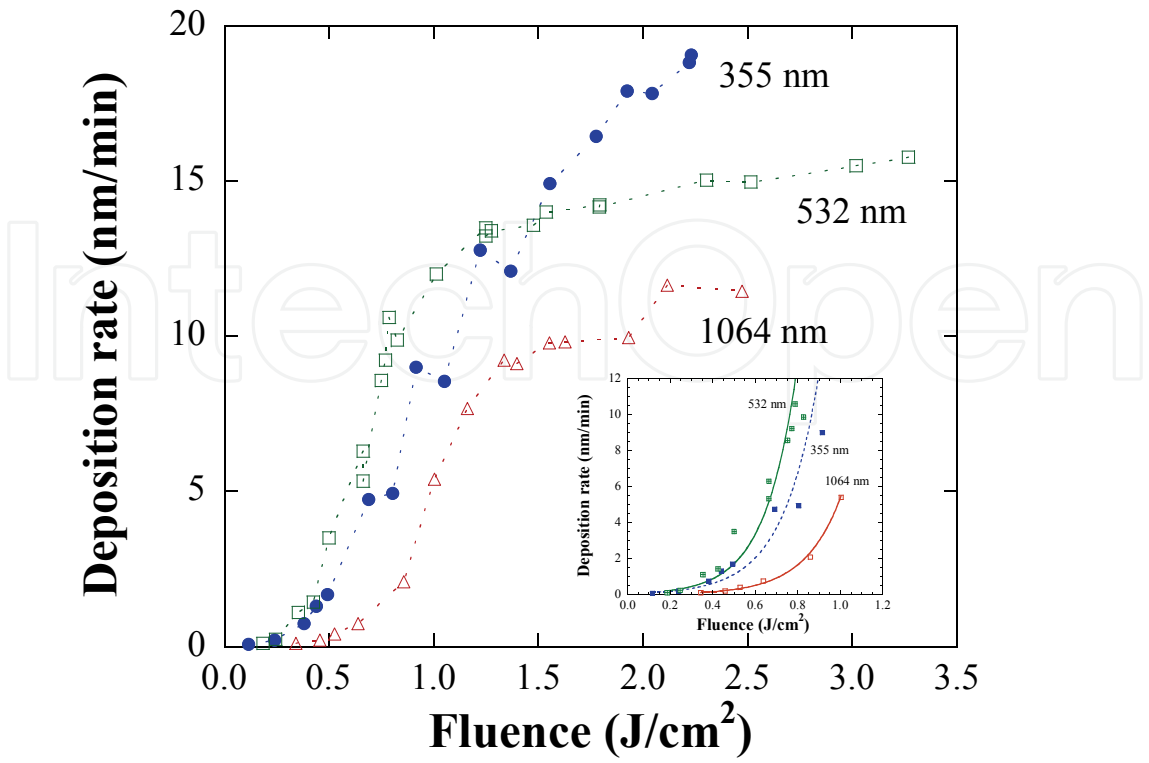 20
15
10
5
0
Deposition rate (nm/min)
355 nm
532 nm
1064 nm
IntechOpen
12
10
8
6
4
2
0
Deposition rate (nm/min)
532 nm
355 nm
1064 nm
0.0 0.2 0.4 0.6 0.8 1.0 1.2
Fluence (J/cm²)
0.0 0.5 1.0 1.5 2.0 2.5 3.0 3.5
Fluence (J/cm²)